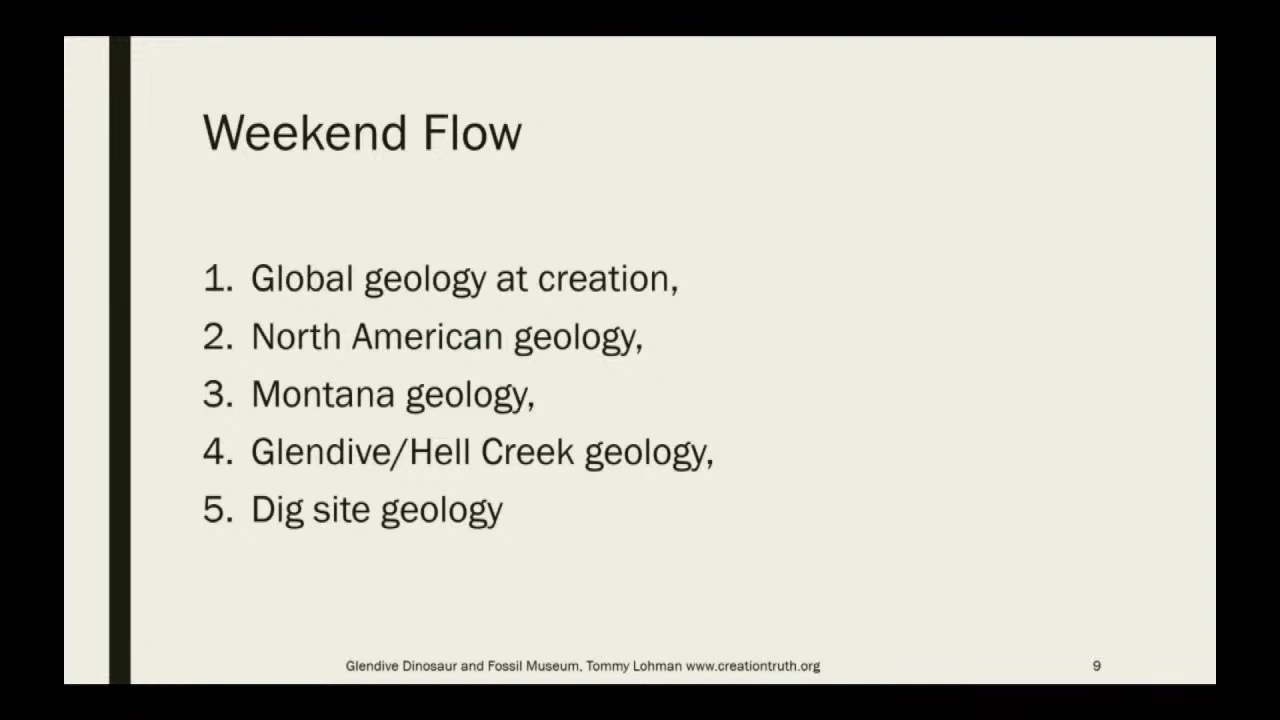 Weekend Flow
1. Global geology at creation,
2. North American geology,
3. Montana geology,
4. Glendive/Hell Creek geology,
5. Dig site geology
Glendive Dinosaur and Fossil Museum, Tommy Lohman www.creationtruth.org 9